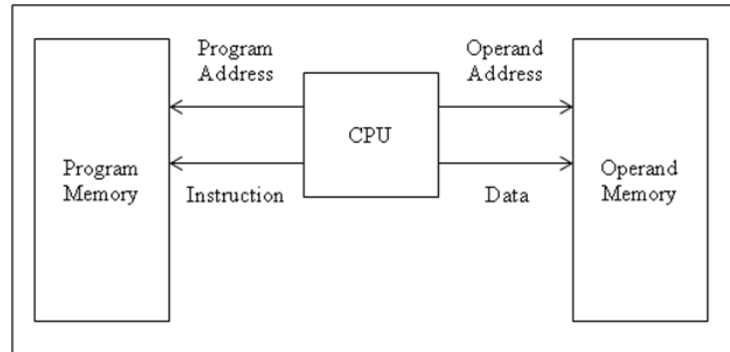 Program
Address
Operand
Address
CPU
Program
Memory
Operand
Memory
Instruction
Data